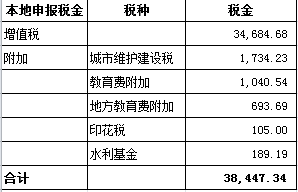 本地申报税金 税种 税金
增值税 34,684.68
附加 城市维护建设税 1,734.23
教育费附加 1,040.54
地方教育费附加 693.69
印花税 105.00
水利基金 189.19
合计 38,447.34